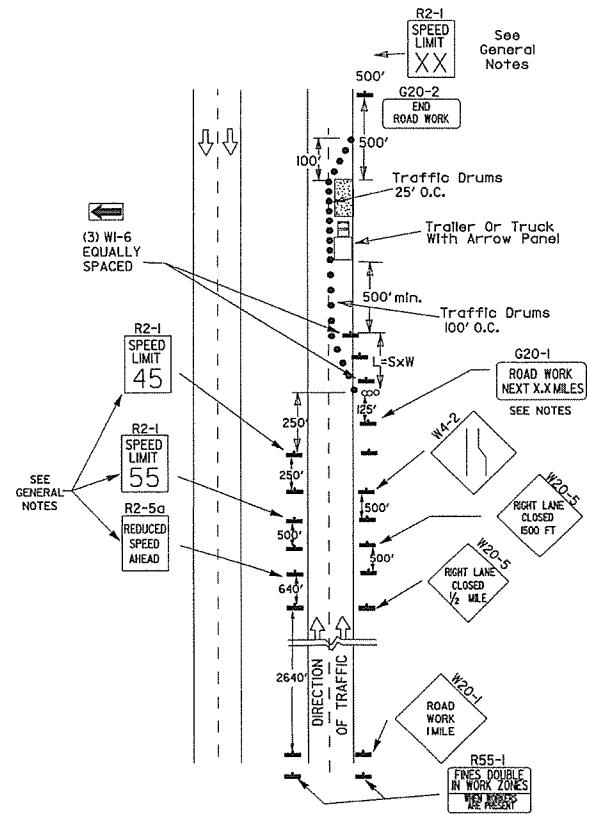 R2-1
SPEED
LIMIT
XX
See
General
Notes
500'
G20-2
END
ROAD WORK
500'
100'
Traffic Drums
25' O.C.
Trailer Or Truck
With Arrow Panel
(3) WI-6
EQUALLY
SPACED
500' min.
Traffic Drums
100' O.C.
R2-1
SPEED
LIMIT
45
L=SxW
G20-1
ROAD WORK
NEXT X.X MILES
SEE NOTES
125'
250'
R2-1
SPEED
LIMIT
55
W4-2
250'
SEE
GENERAL
NOTES
500'
W20-5
RIGHT LANE
CLOSED
1500 FT
R2-5a
REDUCED
SPEED
AHEAD
500'
500'
W20-5
RIGHT LANE
CLOSED
1/2 MILE
640'
2640'
DIRECTION
OF TRAFFIC
W20-1
ROAD
WORK
1 MILE
R55-1
FINES DOUBLE
IN WORK ZONES
WHEN WORKERS
ARE PRESENT